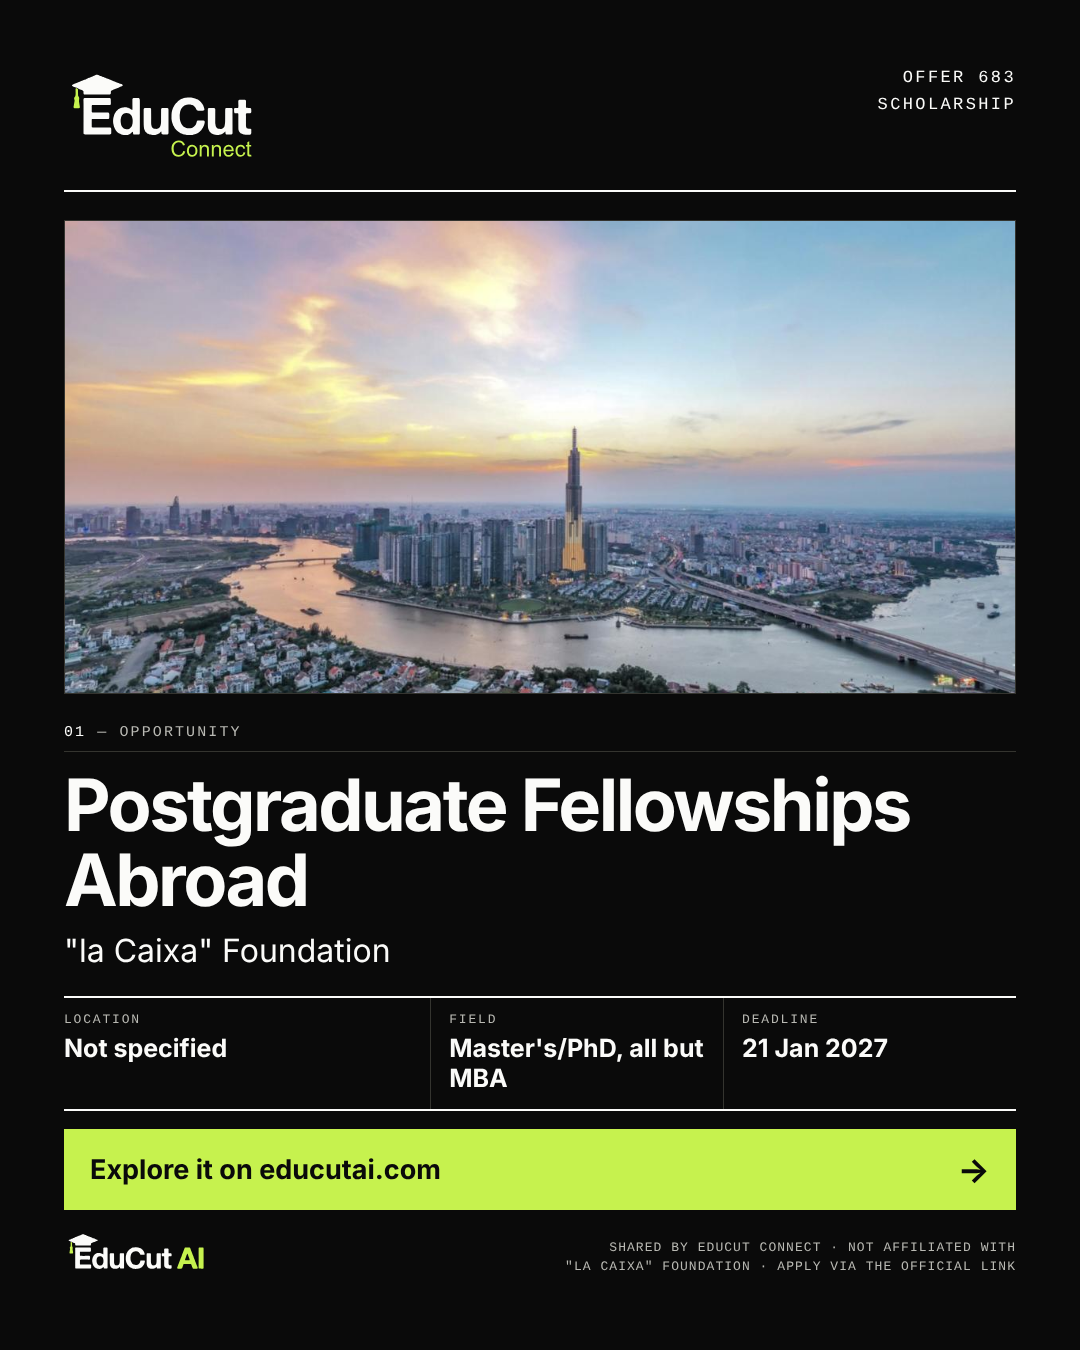 EduCut
Connect
OFFER 683
SCHOLARSHIP
01 — OPPORTUNITY
Postgraduate Fellowships
Abroad
"la Caixa" Foundation
LOCATION
Not specified
FIELD
Master's/PhD, all but
MBA
DEADLINE
21 Jan 2027
Explore it on educutai.com
EduCut AI
SHARED BY EDUCUT CONNECT · NOT AFFILIATED WITH
"LA CAIXA" FOUNDATION · APPLY VIA THE OFFICIAL LINK